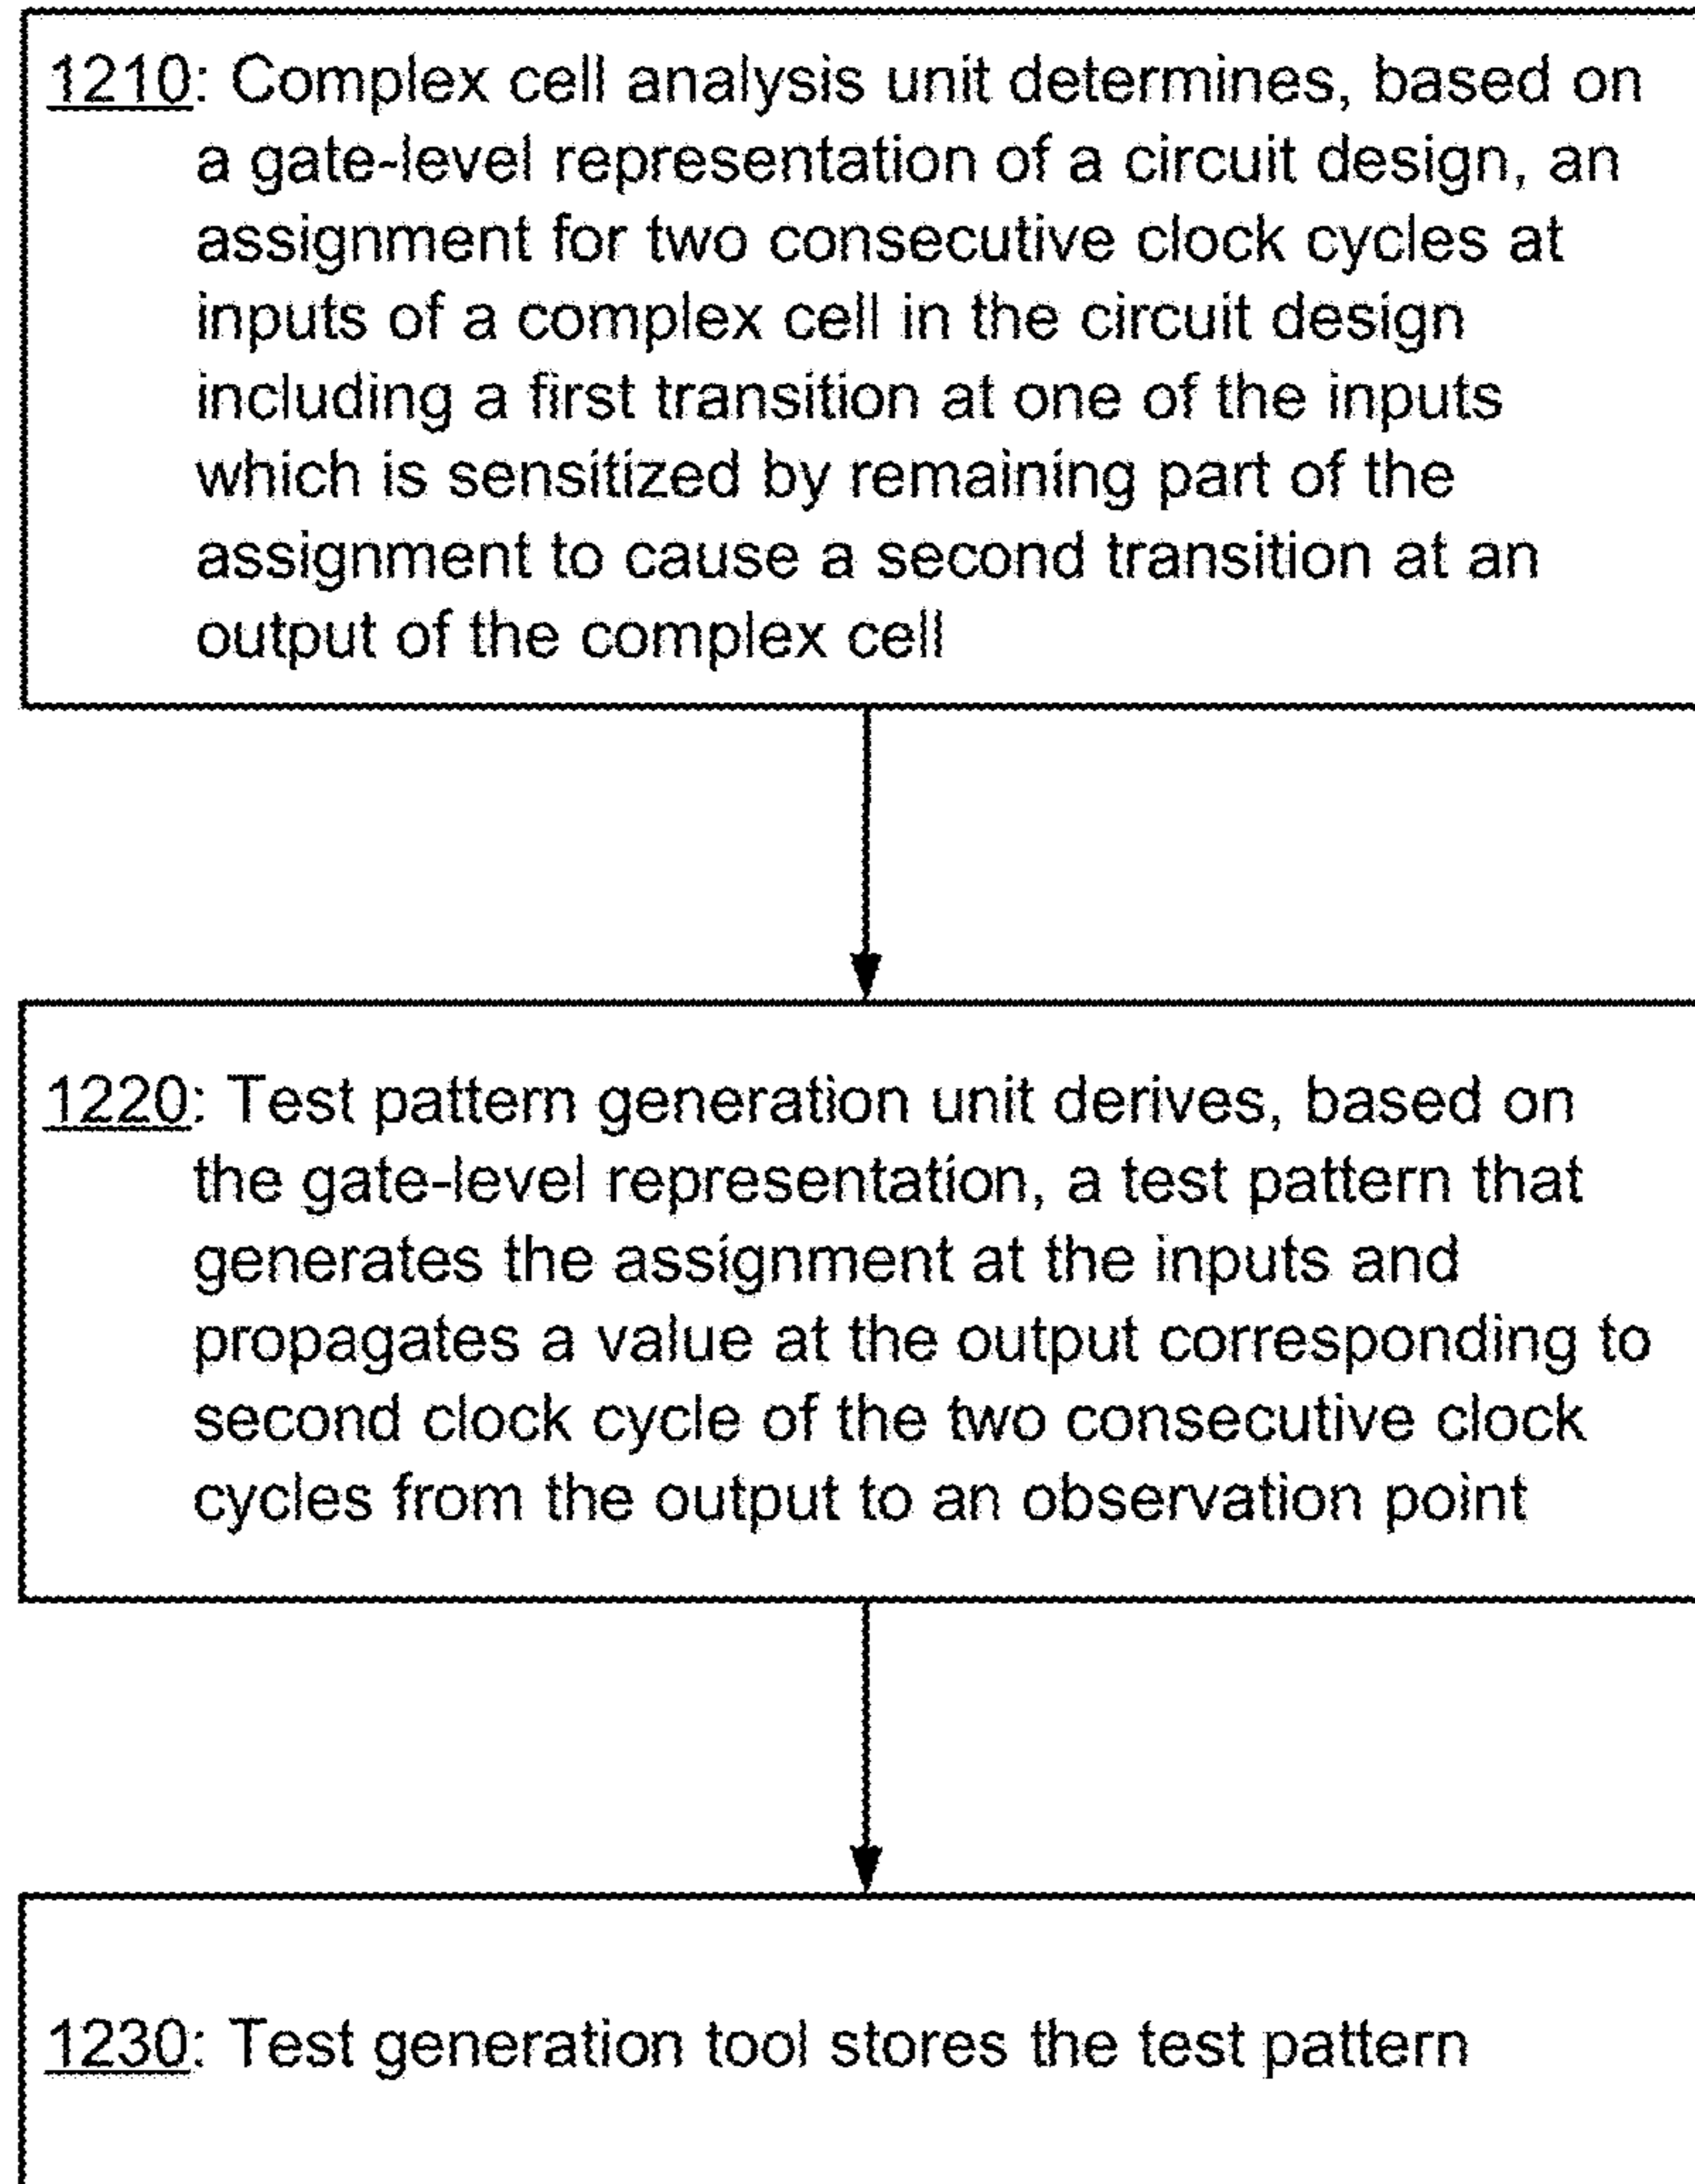 1210: Complex cell analysis unit determines, based on
a gate-level representation of a circuit design, an
assignment for two consecutive clock cycles at
inputs of a complex cell in the circuit design
including a first transition at one of the inputs
which is sensitized by remaining part of the
assignment to cause a second transition at an
output of the complex cell
1220: Test pattern generation unit derives, based on
the gate-level representation, a test pattern that
generates the assignment at the inputs and
propagates a value at the output corresponding to
second clock cycle of the two consecutive clock
cycles from the output to an observation point
1230: Test generation tool stores the test pattern